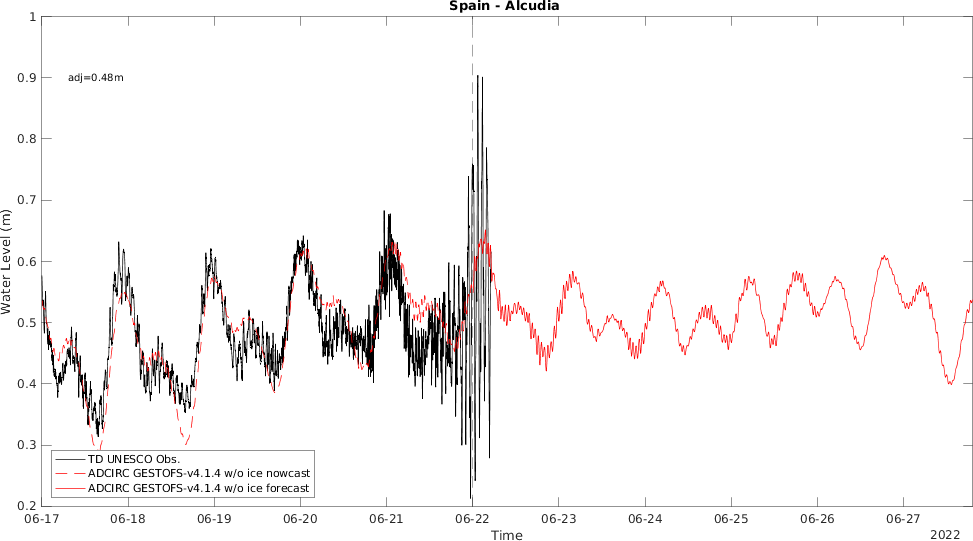 Spain - Alcudia
1
0.9
0.8
0.7
0.6
0.5
0.4
0.3
0.2
Water Level (m)
adj=0.48m
TD UNESCO Obs.
ADCIRC GESTOFS-v4.1.4 w/o ice nowcast
ADCIRC GESTOFS-v4.1.4 w/o ice forecast
06-17 06-18 06-19 06-20 06-21 06-22 06-23 06-24 06-25 06-26 06-27
Time
2022